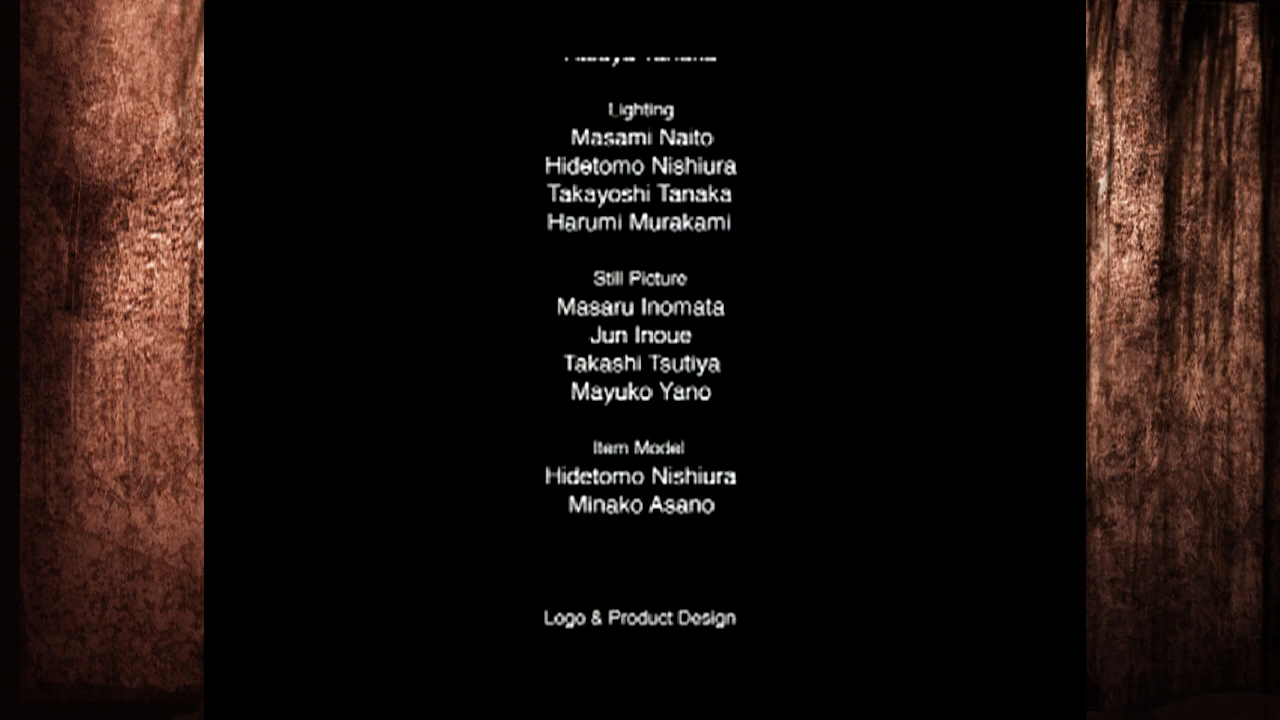 Lighting
Masami Naito
Hidetomo Nishiura
Takayoshi Tanaka
Harumi Murakami
Still Picture
Masaru Inomata
Jun Inoue
Takashi Tsutiya
Mayuko Yano
Item Model
Hidetomo Nishiura
Minako Asano
Logo & Product Design